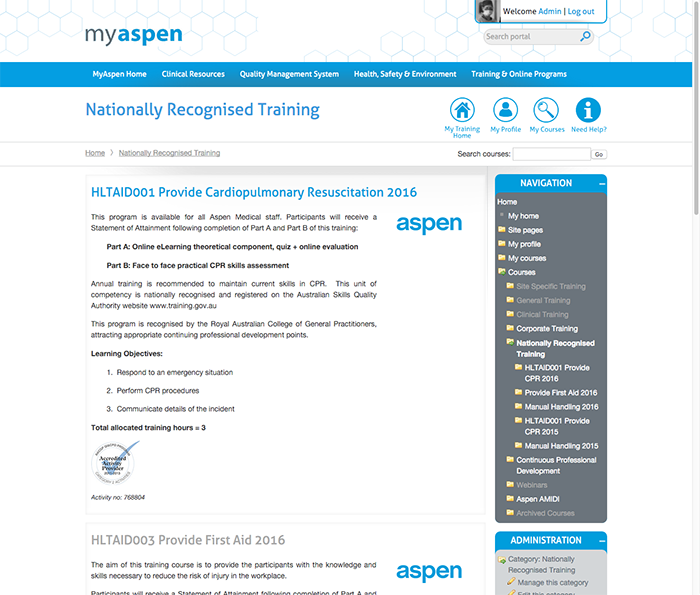 Welcome Admin | Log out
myaspen
Search portal
MyAspen Home
Clinical Resources
Quality Management System
Health, Safety & Environment
Training & Online Programs
Nationally Recognised Training
My Training
Home
My Profile
My Courses
Need Help?
Home
Nationally Recognised Training
Search courses:
Go
HLTAID001 Provide Cardiopulmonary Resuscitation 2016
This program is available for all Aspen Medical staff. Participants will receive a
Statement of Attainment following completion of Part A and Part B of this training:
aspen
Part A: Online eLearning theoretical component, quiz + online evaluation
Part B: Face to face practical CPR skills assessment
Annual training is recommended to maintain current skills in CPR. This unit of
competency is nationally recognised and registered on the Australian Skills Quality
Authority website www.training.gov.au
This program is recognised by the Royal Australian College of General Practitioners,
attracting appropriate continuing professional development points.
Learning Objectives:
1. Respond to an emergency situation
2. Perform CPR procedures
3. Communicate details of the incident
Total allocated training hours = 3
Accredited
Activity
Provider
Activity no: 768804
HLTAID003 Provide First Aid 2016
The aim of this training course is to provide the participants with the knowledge and
skills necessary to reduce the risk of injury in the workplace.
aspen
Participants will receive a Statement of Attainment following completion of Part A and
NAVIGATION
Home
My home
Site pages
My profile
My courses
Courses
Site Specific Training
General Training
Clinical Training
Corporate Training
Nationally Recognised
Training
HLTAID001 Provide
CPR 2016
Provide First Aid 2016
Manual Handling 2016
HLTAID001 Provide
CPR 2015
Manual Handling 2015
Continuous Professional
Development
Webinars
Aspen AMIDI
Archived Courses
ADMINISTRATION
Category: Nationally
Recognised Training
Manage this category
Edit this category